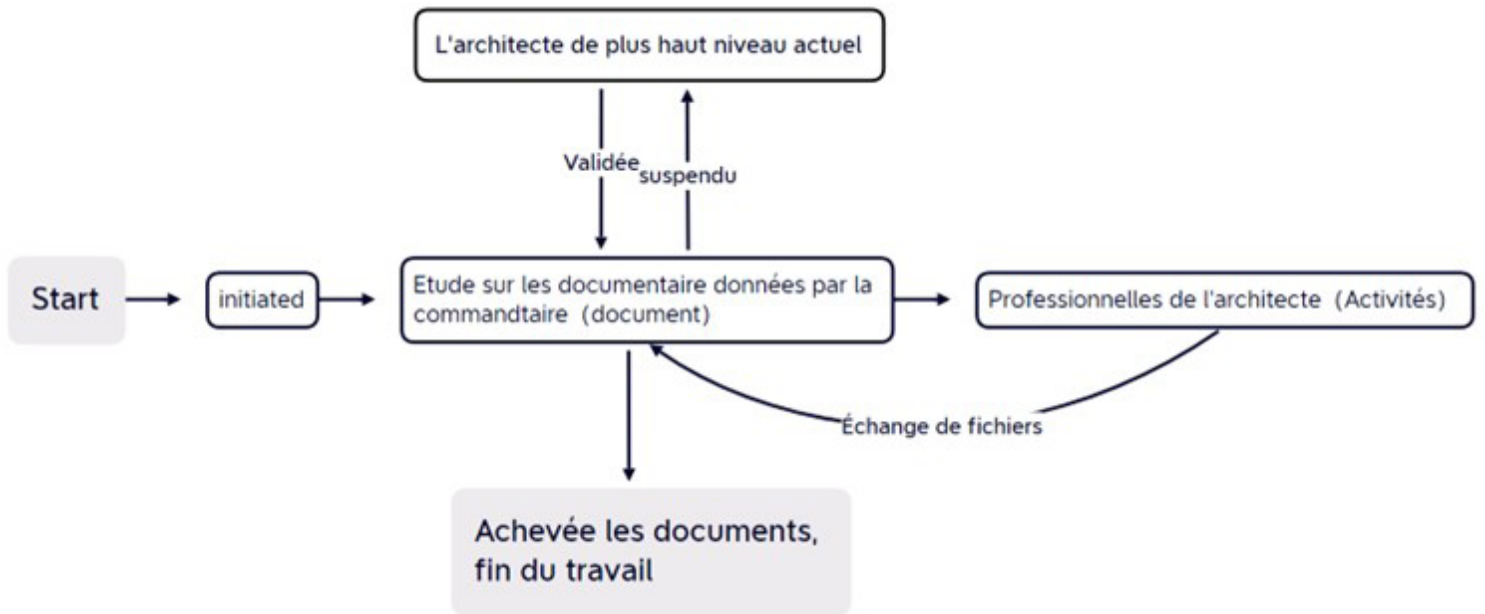 L'architecte de plus haut niveau actuel
Validée
suspendu
Start
initiated
Etude sur les documentaire données par la
commandtaire (document)
Professionnelles de l'architecte (Activités)
Échange de fichiers
Achevée les documents,
fin du travail